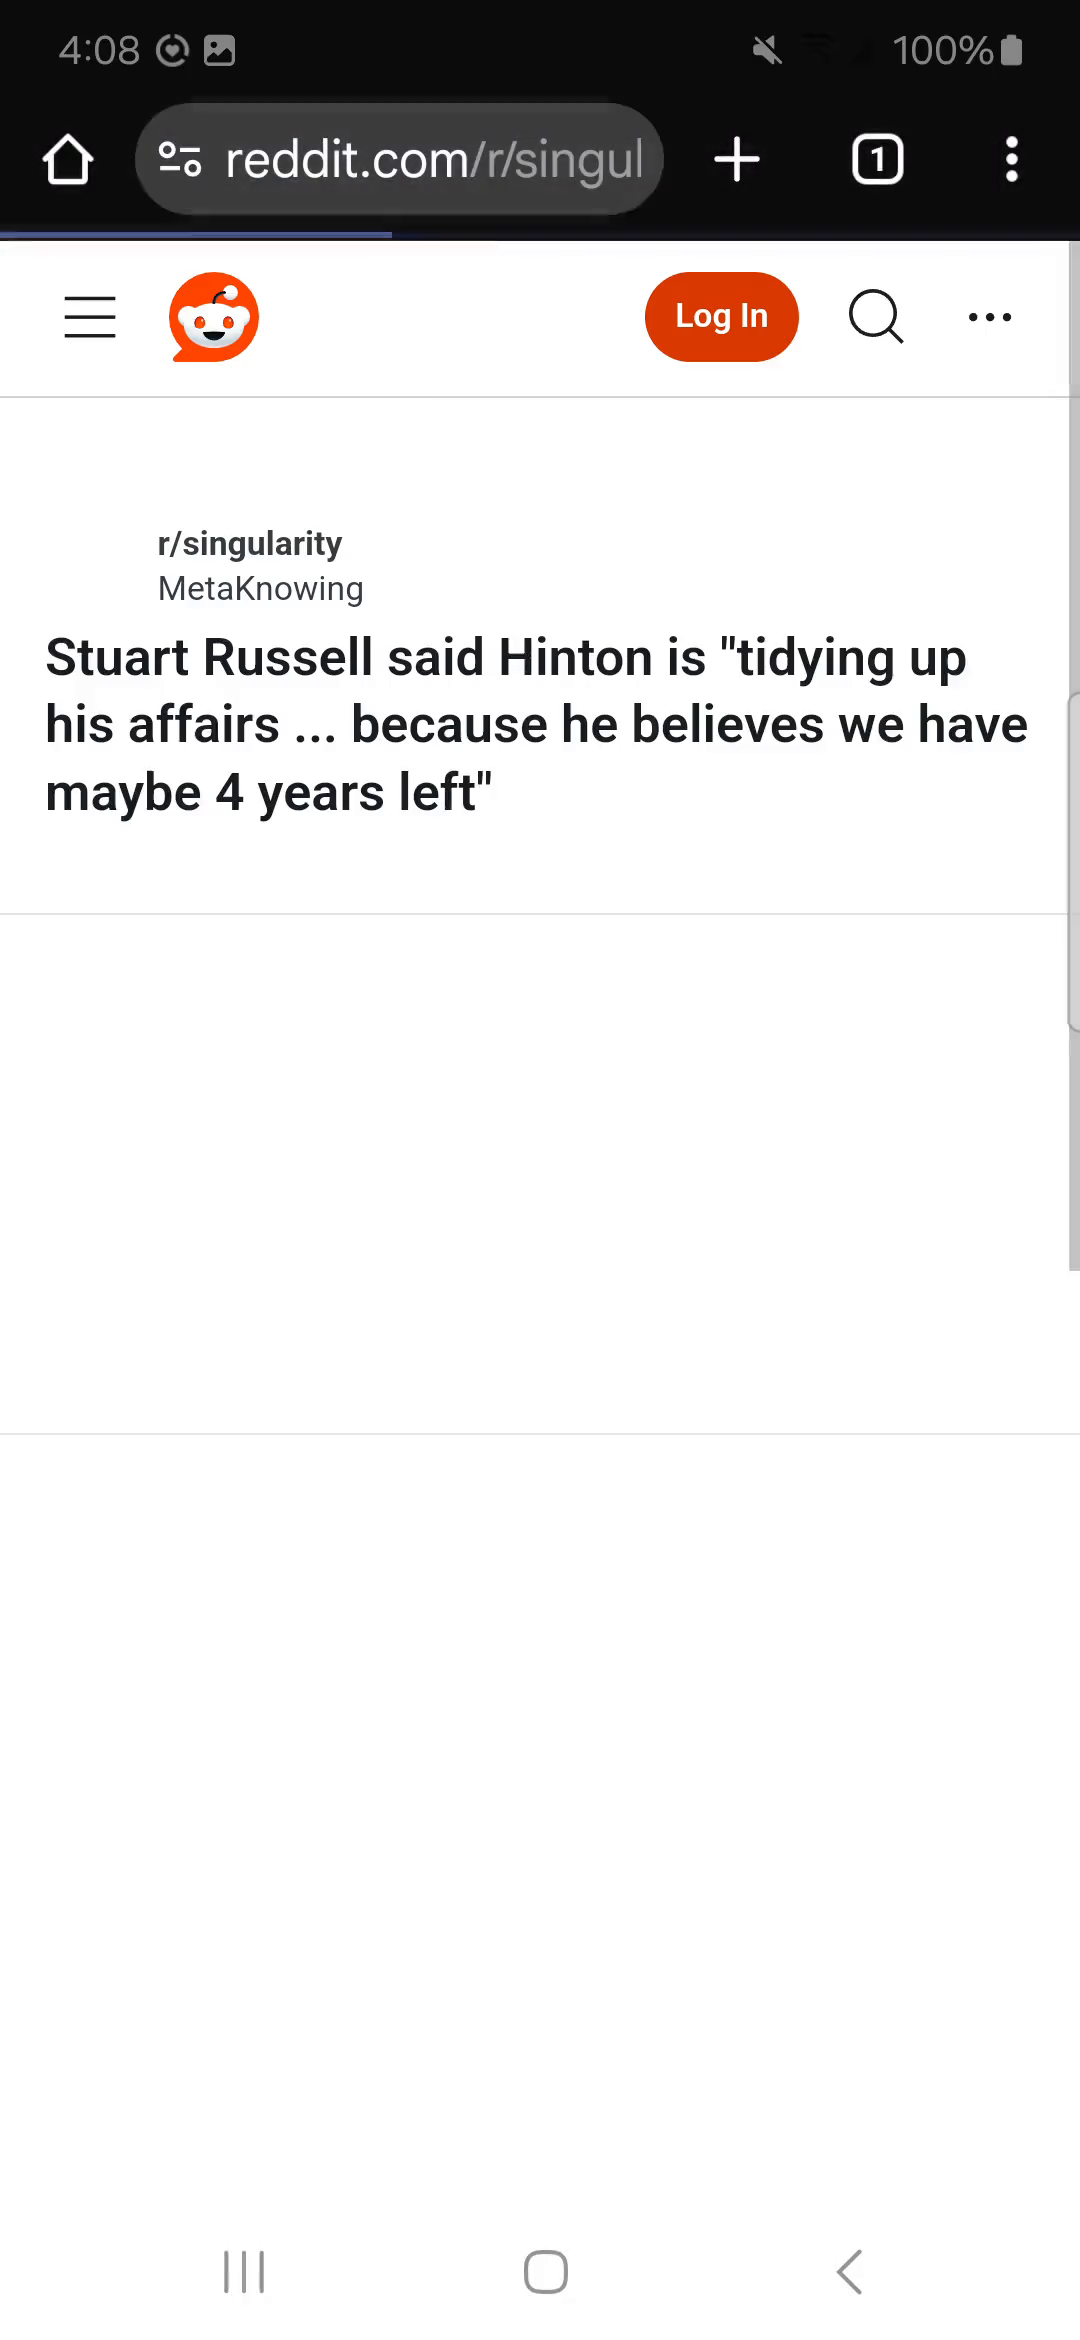 4:08
100%
reddit.com/r/singul
1
Log In
r/singularity
MetaKnowing
Stuart Russell said Hinton is "tidying up
his affairs ... because he believes we have
maybe 4 years left"